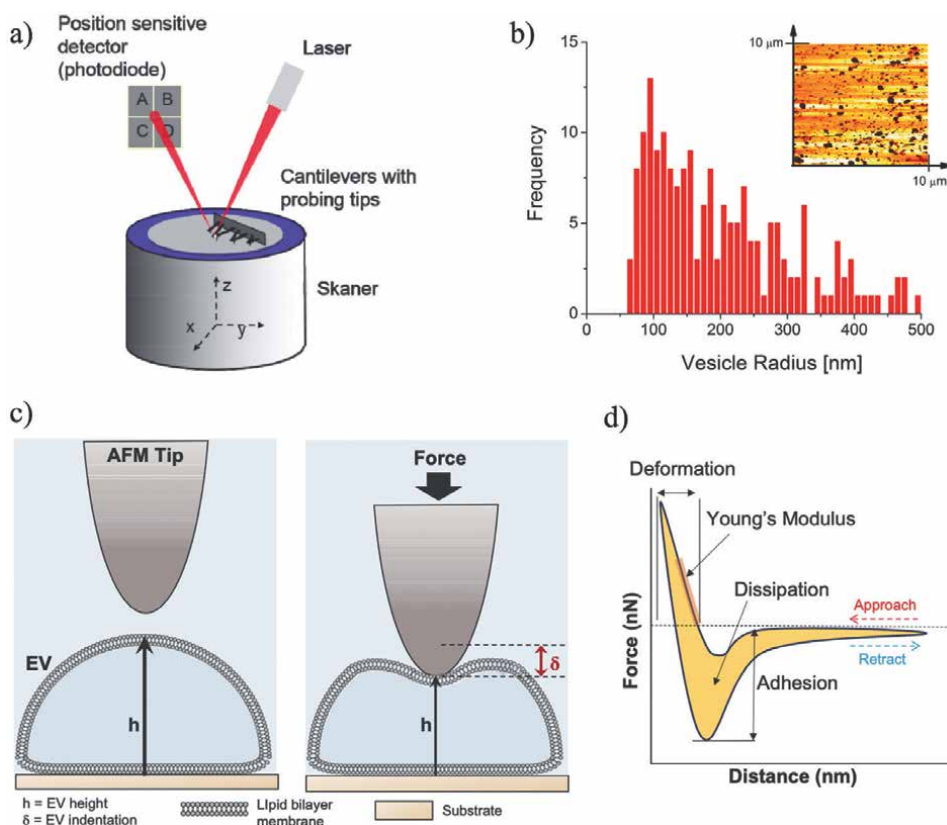 a)
Position sensitive
detector
(photodiode)
Laser
A B
C D
Cantilevers with
probing tips
Skaner
z
x
y
b)
15
10
5
0
Frequency
0 100 200 300 400 500
Vesicle Radius [nm]
10 μm
10 μm
c)
AFM Tip
EV
h
Force
δ
h
h = EV height
δ = EV indentation
LIpid bilayer
membrane
Substrate
d)
Deformation
Young's Modulus
Dissipation
Approach
Retract
Adhesion
Force (nN)
Distance (nm)